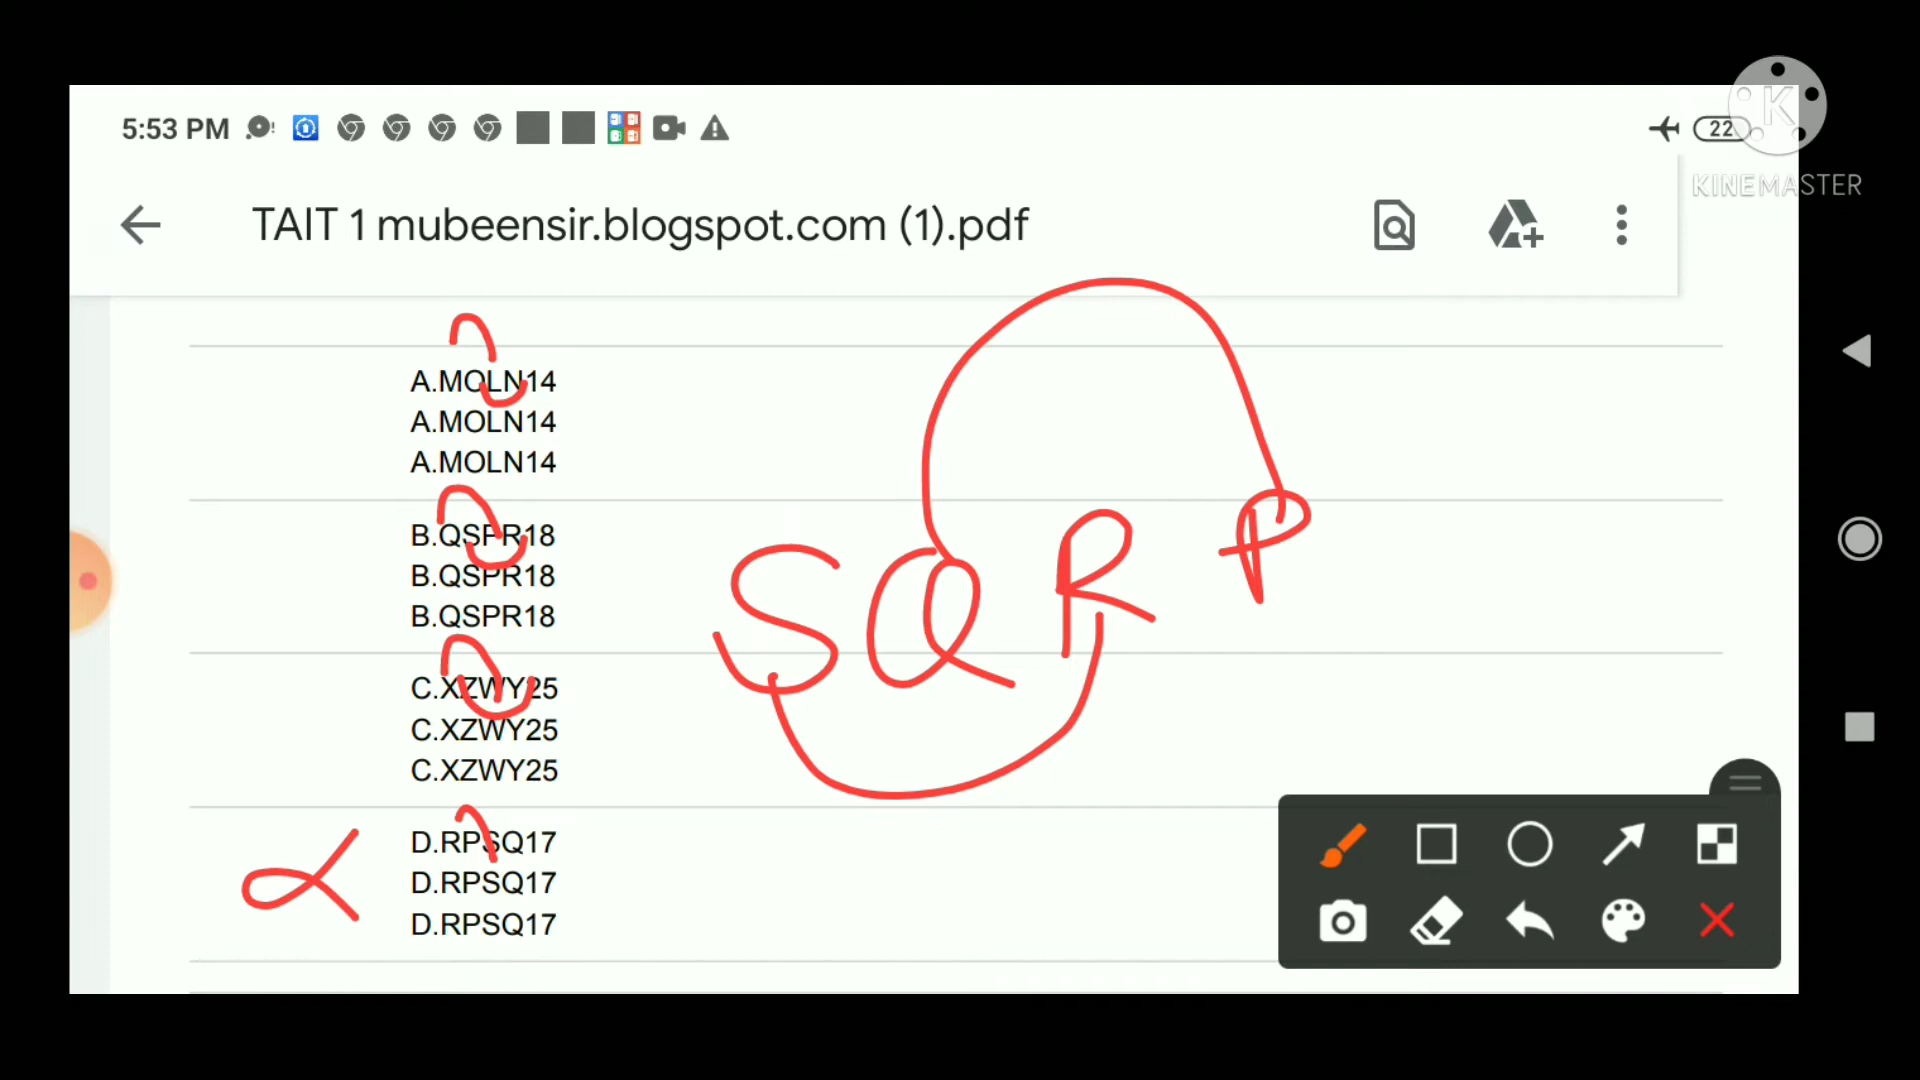 5:53 PM
22
K
KINEMASTER
TAIT 1 mubeensir.blogspot.com (1).pdf
A.MOLN14
A.MOLN14
A.MOLN14
B.QSPR18
B.QSPR18
B.QSPR18
C.XZWY25
C.XZWY25
C.XZWY25
D.RPSQ17
D.RPSQ17
D.RPSQ17
S Q R P